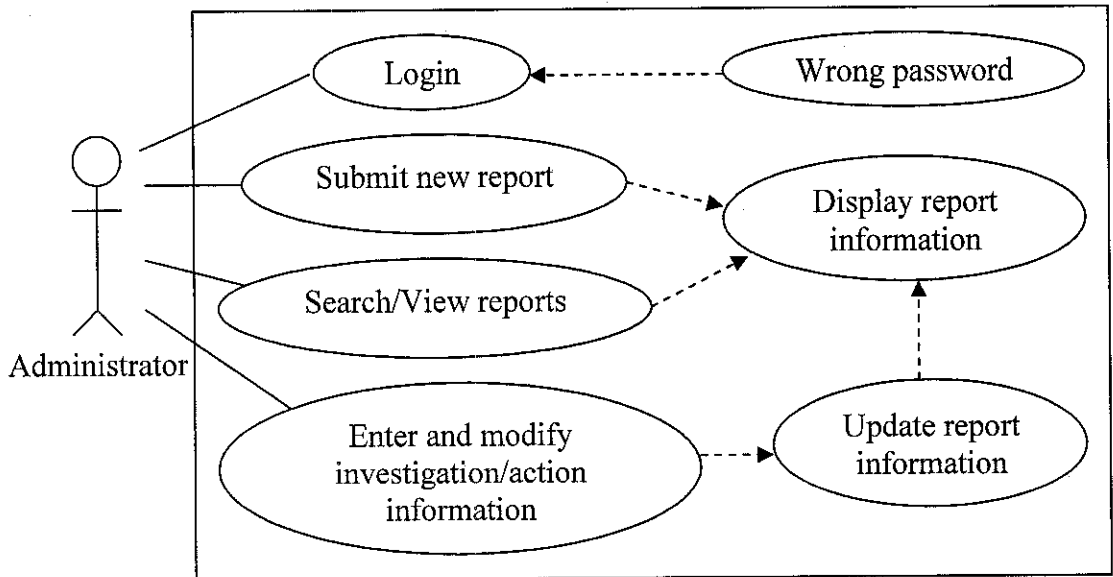 Login
Wrong password
Submit new report
Display report
information
Search/View reports
Administrator
Enter and modify
investigation/action
information
Update report
information